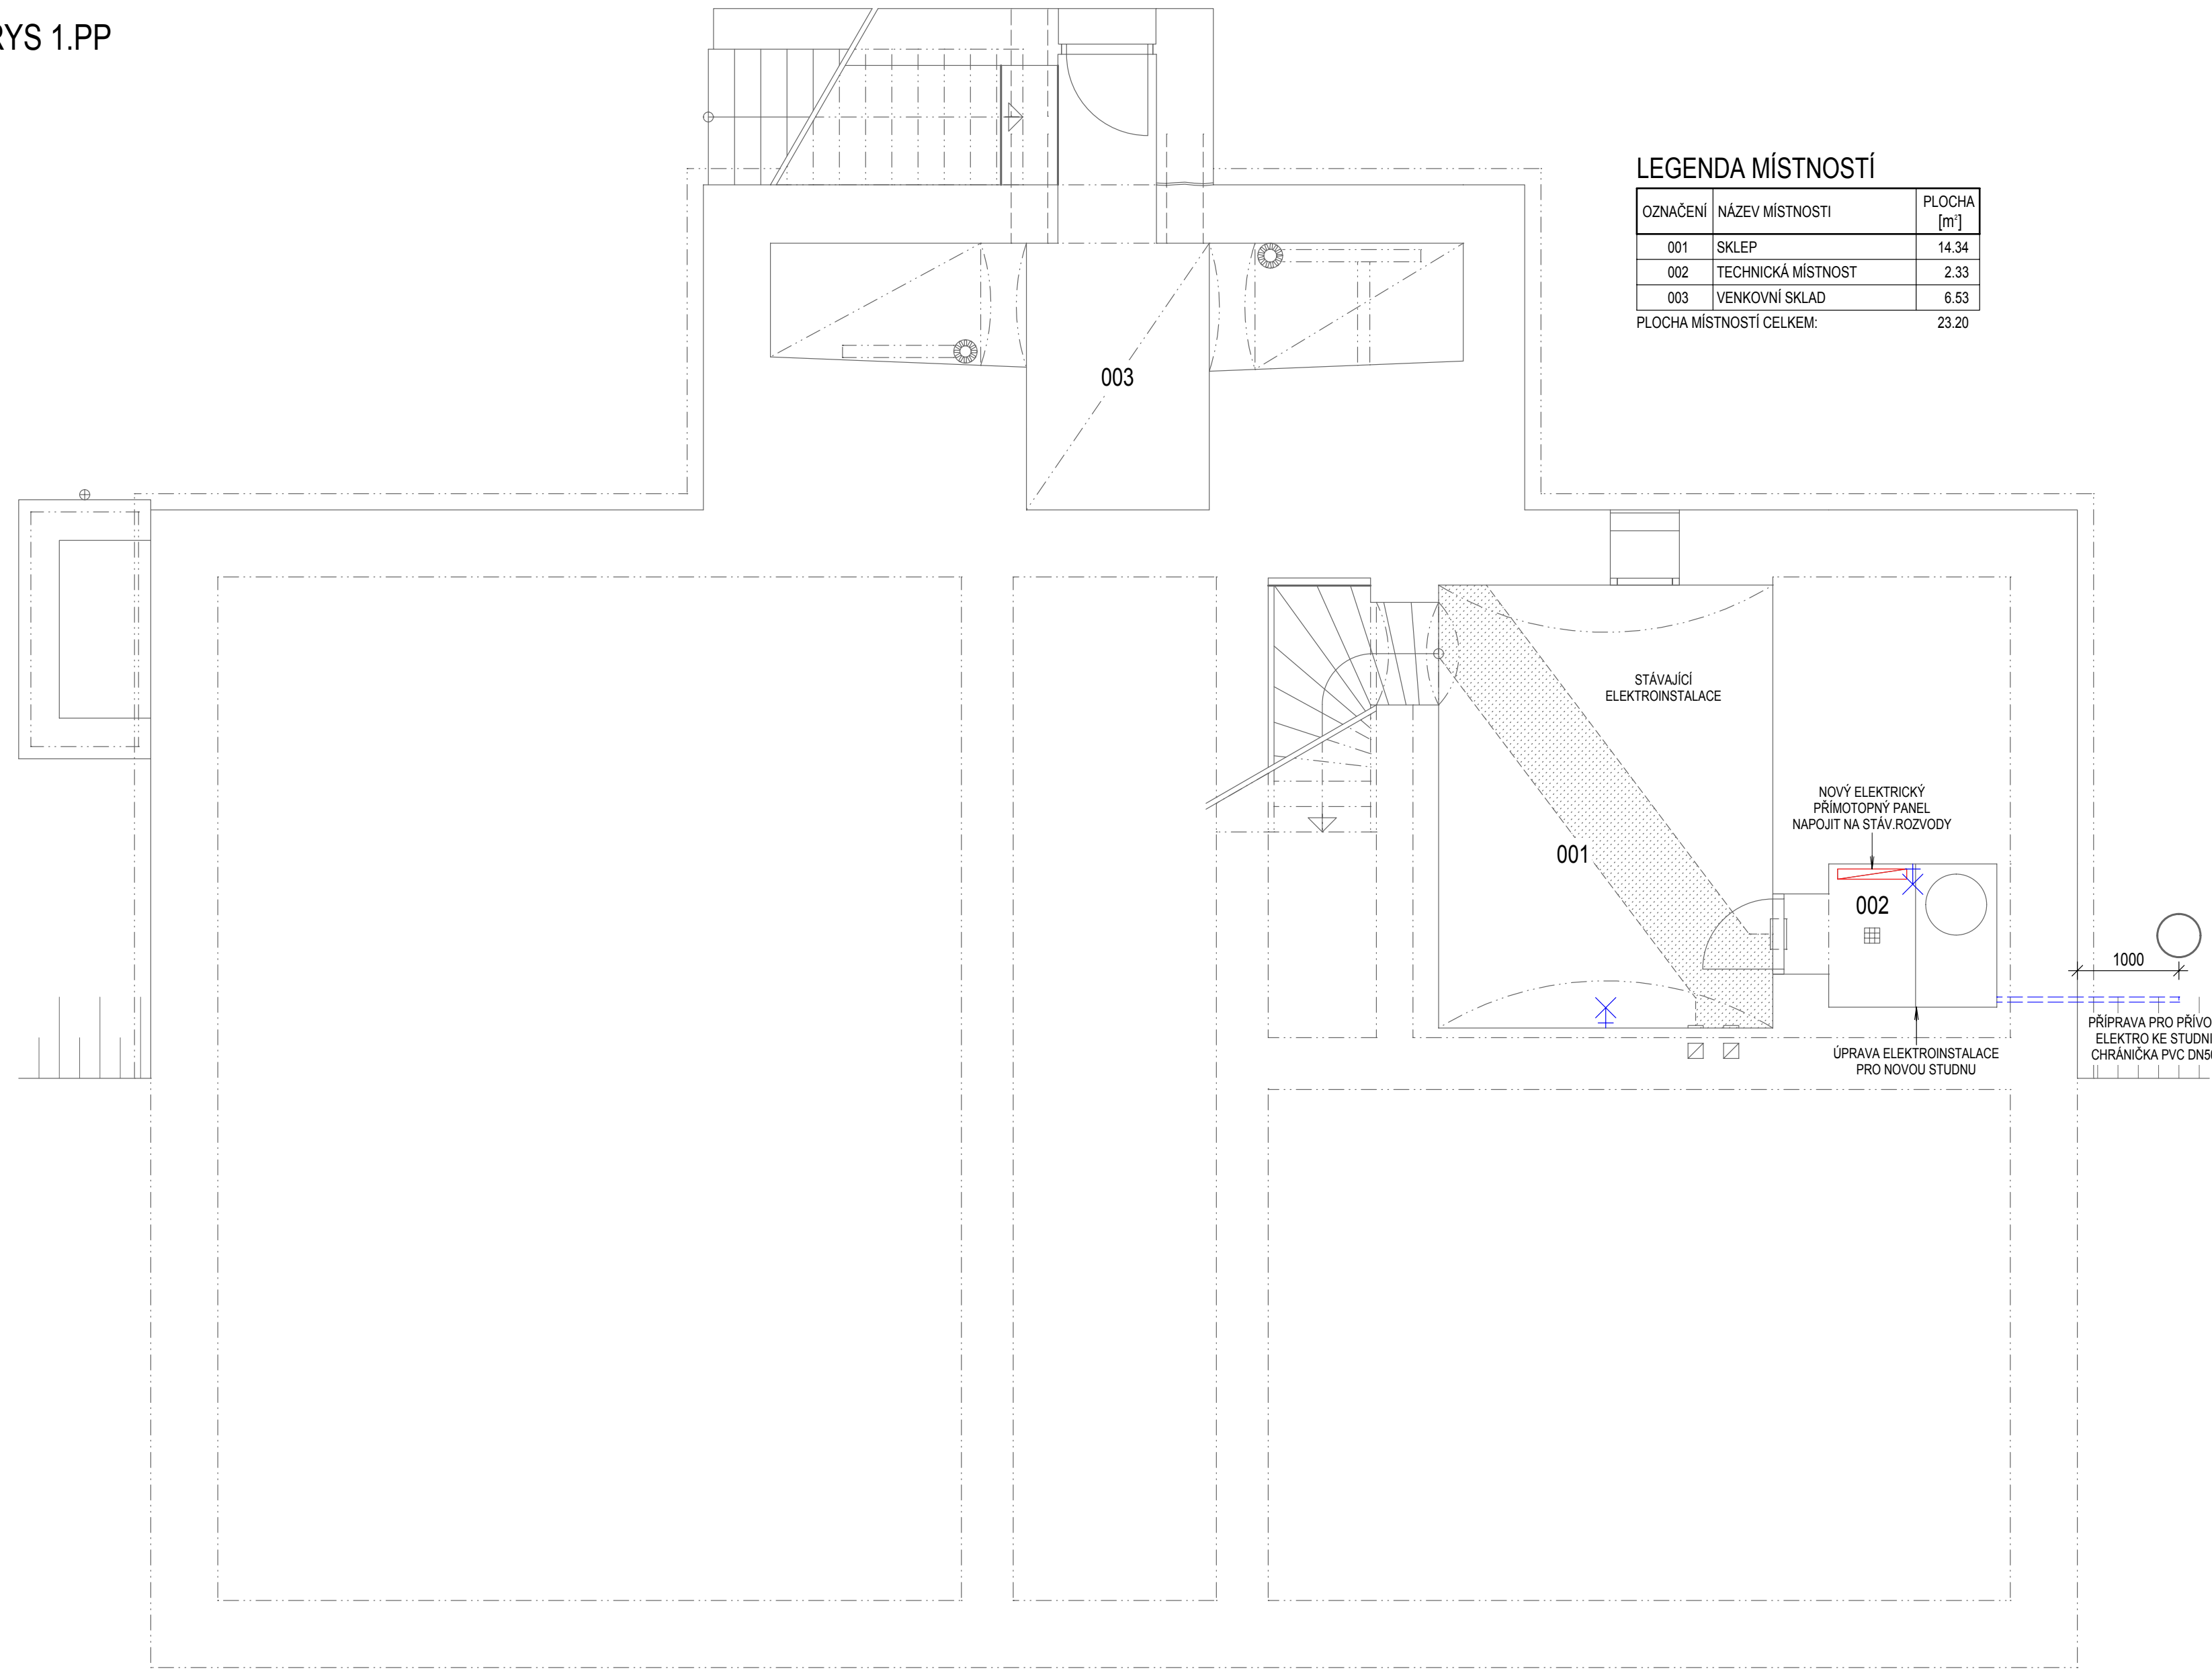 RYS 1.PP
LEGENDA MÍSTNOSTÍ
OZNAČENÍ NÁZEV MÍSTNOSTI PLOCHA [m²]
001 SKLEP 14.34
002 TECHNICKÁ MÍSTNOST 2.33
003 VENKOVNÍ SKLAD 6.53
PLOCHA MÍSTNOSTÍ CELKEM: 23.20
003
STÁVAJÍCÍ
ELEKTROINSTALACE
NOVÝ ELEKTRICKÝ
PŘÍMOTOPNÝ PANEL
NAPOJIT NA STÁV.ROZVODY
001
002
1000
PŘÍPRAVA PRO PŘÍVO
ELEKTRO KE STUDNI
CHRÁNIČKA PVC DN50
ÚPRAVA ELEKTROINSTALACE
PRO NOVOU STUDNU